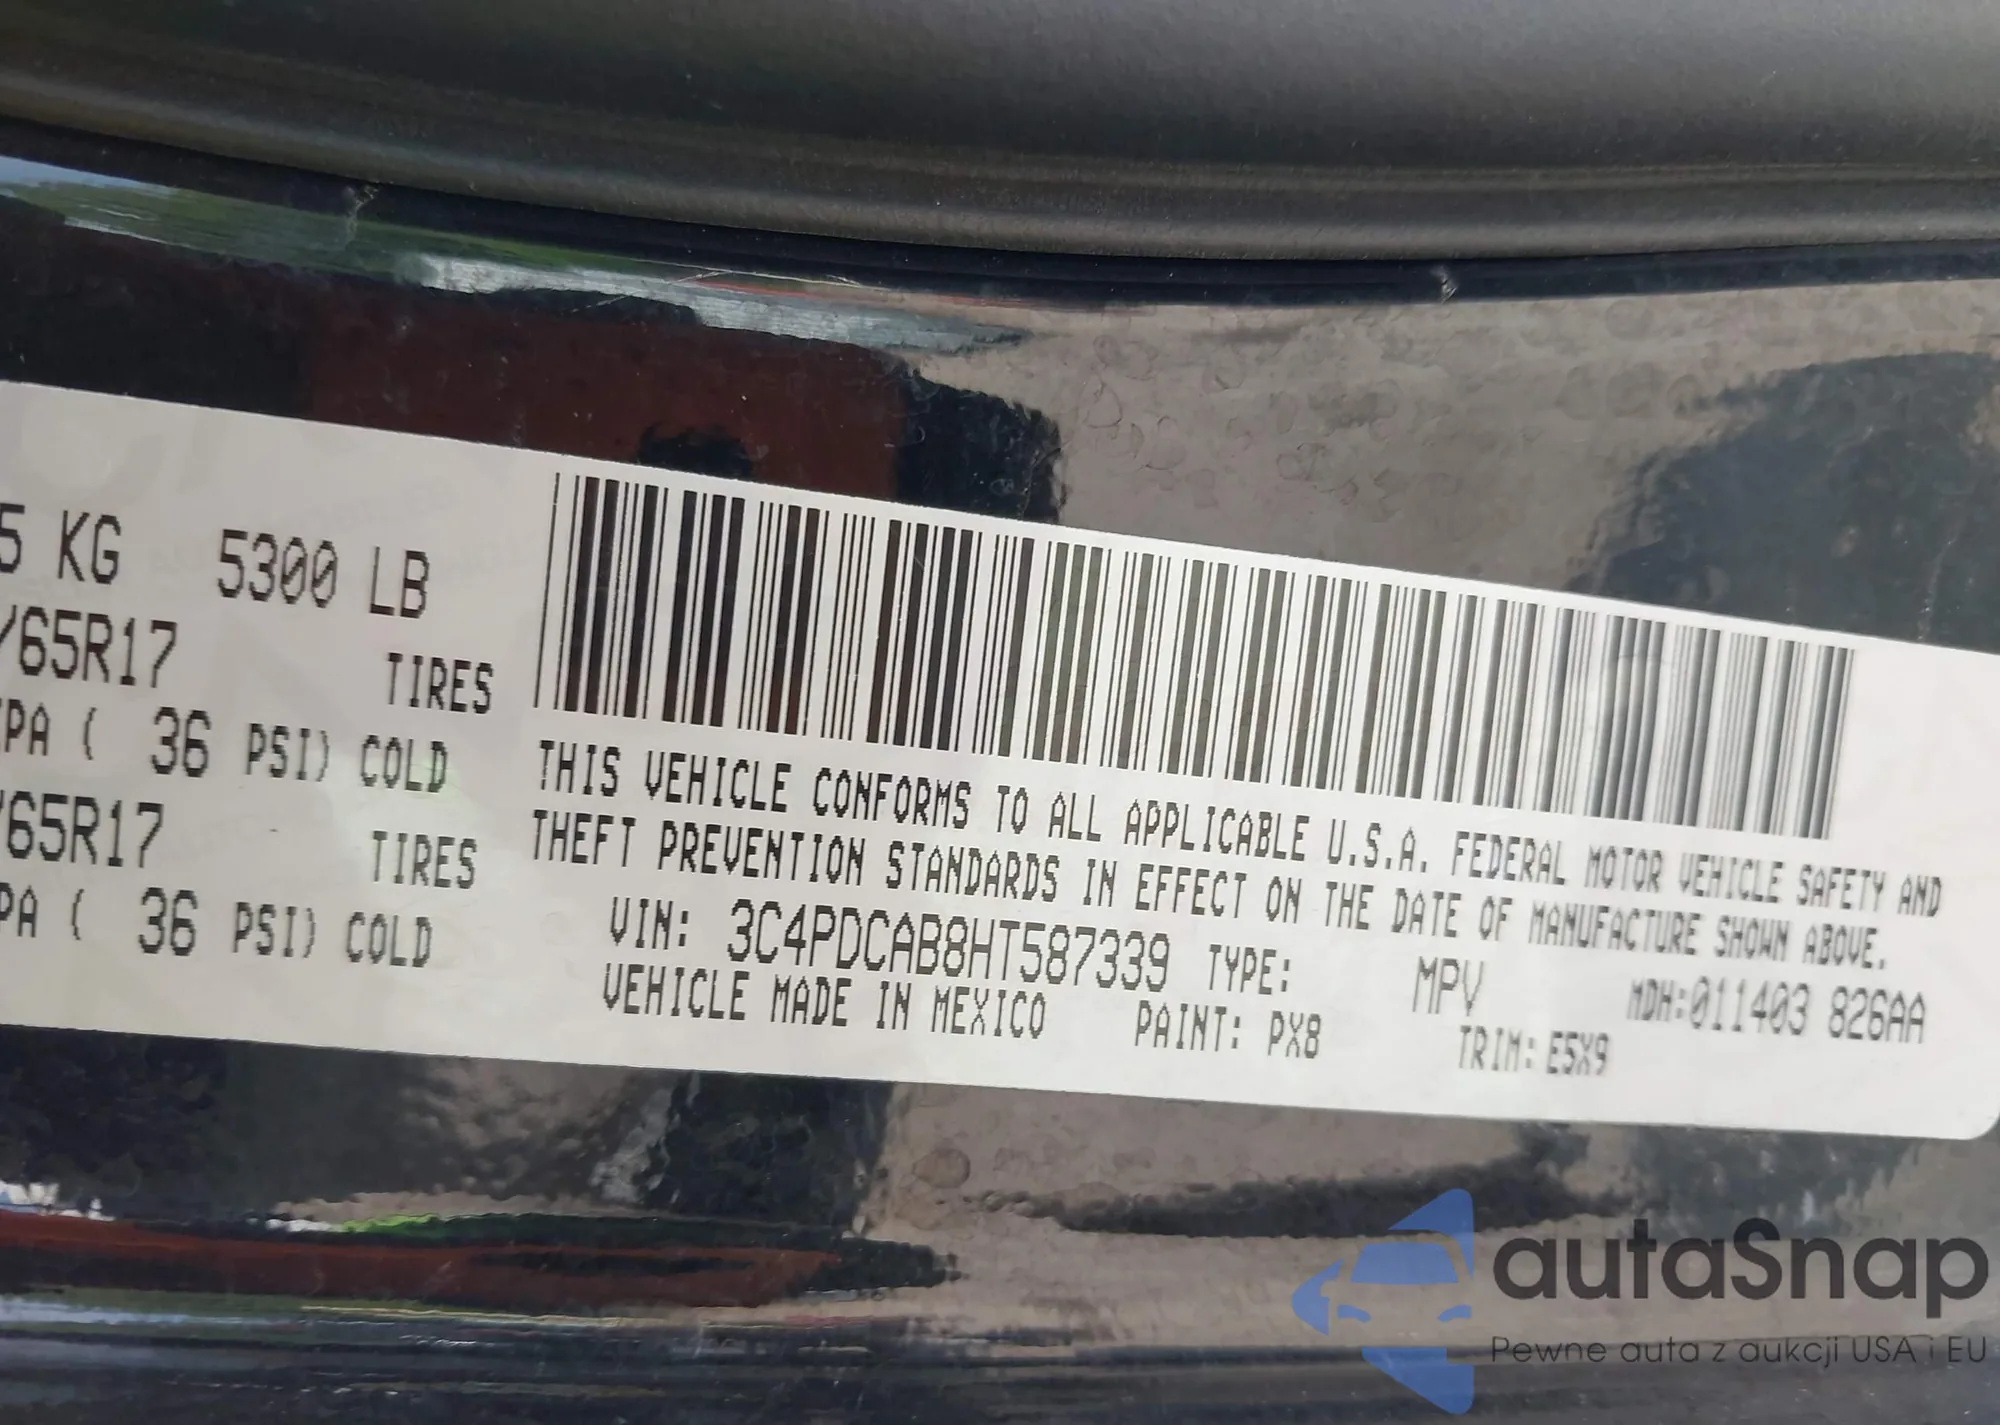 5 KG 5300 LB
/65R17 TIRES
PA ( 36 PSI) COLD
/65R17 TIRES
PA ( 36 PSI) COLD
THIS VEHICLE CONFORMS TO ALL APPLICABLE U.S.A. FEDERAL MOTOR VEHICLE SAFETY AND
THEFT PREVENTION STANDARDS IN EFFECT ON THE DATE OF MANUFACTURE SHOWN ABOVE.
VIN: 3C4PDCAB8HT587339 TYPE: MPV MDH:011403 826AA
VEHICLE MADE IN MEXICO PAINT: PX8 TRIM: E5X9
autaSnap
Pewne auta z aukcji USA i EU